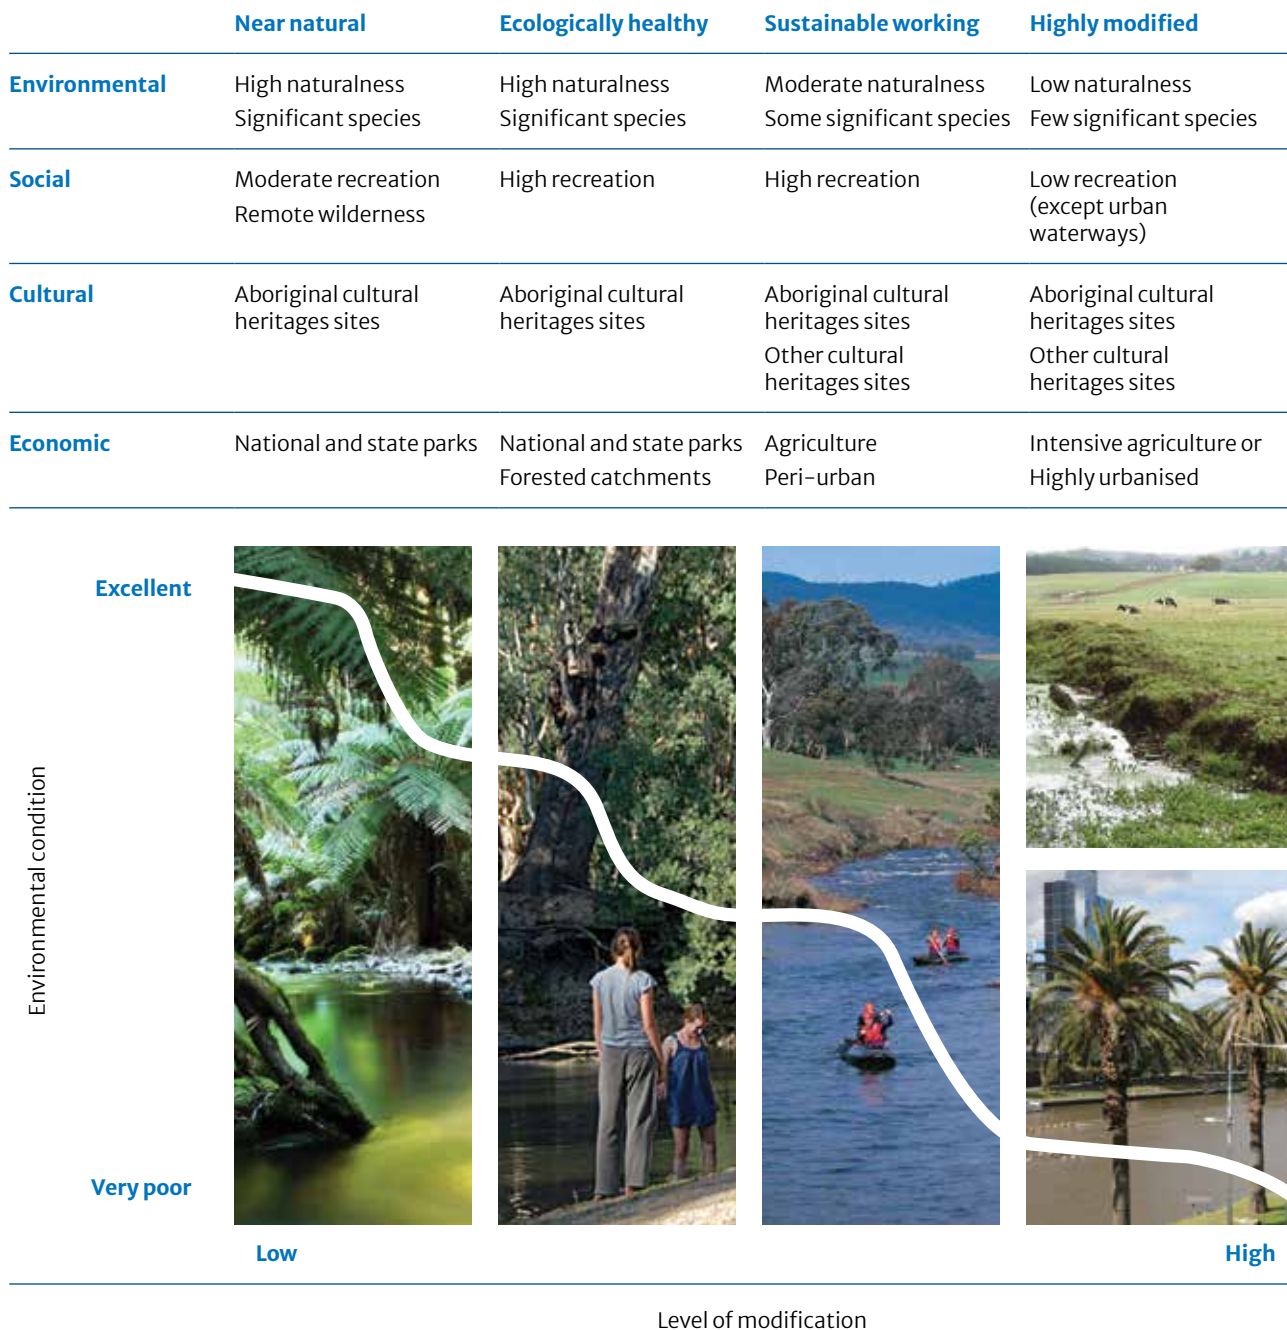 Near natural
Ecologically healthy
Sustainable working
Highly modified
Environmental
High naturalness
Significant species
High naturalness
Significant species
Moderate naturalness
Some significant species
Low naturalness
Few significant species
Social
Moderate recreation
Remote wilderness
High recreation
High recreation
Low recreation
(except urban
waterways)
Cultural
Aboriginal cultural
heritages sites
Aboriginal cultural
heritages sites
Aboriginal cultural
heritages sites
Other cultural
heritages sites
Aboriginal cultural
heritages sites
Other cultural
heritages sites
Economic
National and state parks
National and state parks
Forested catchments
Agriculture
Peri-urban
Intensive agriculture or
Highly urbanised
Excellent
Environmental condition
Very poor
Low
High
Level of modification